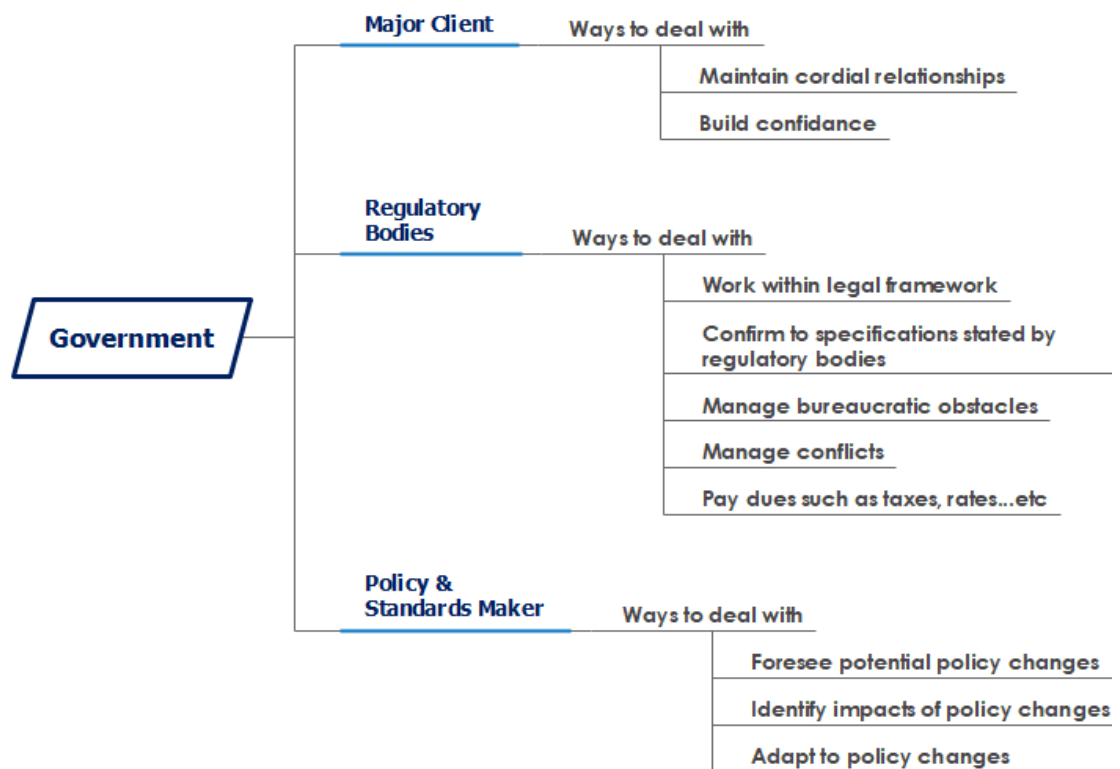 Major Client
Ways to deal with
Maintain cordial relationships
Build confidance
Regulatory
Bodies
Ways to deal with
Work within legal framework
Confirm to specifications stated by
regulatory bodies
Government
Manage bureaucratic obstacles
Manage conflicts
Pay dues such as taxes, rates...etc
Policy &
Standards Maker
Ways to deal with
Foresee potential policy changes
Identify impacts of policy changes
Adapt to policy changes